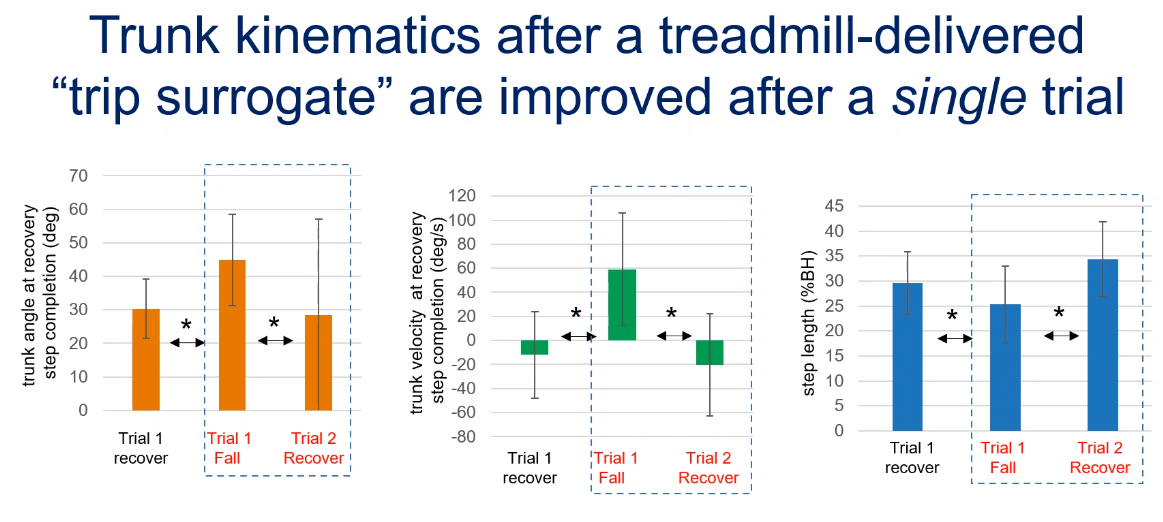 Trunk kinematics after a treadmill-delivered
“trip surrogate” are improved after a single trial
trunk angle at recovery
step completion (deg)
70
60
50
40
30
20
10
0
*
*
Trial 1
recover
Trial 1
Fall
Trial 2
Recover
trunk velocity at recovery
step completion (deg/s)
120
100
80
60
40
20
0
-20
-40
-60
-80
*
*
Trial 1
recover
Trial 1
Fall
Trial 2
Recover
step length (%BH)
45
40
35
30
25
20
15
10
5
0
*
*
Trial 1
recover
Trial 1
Fall
Trial 2
Recover